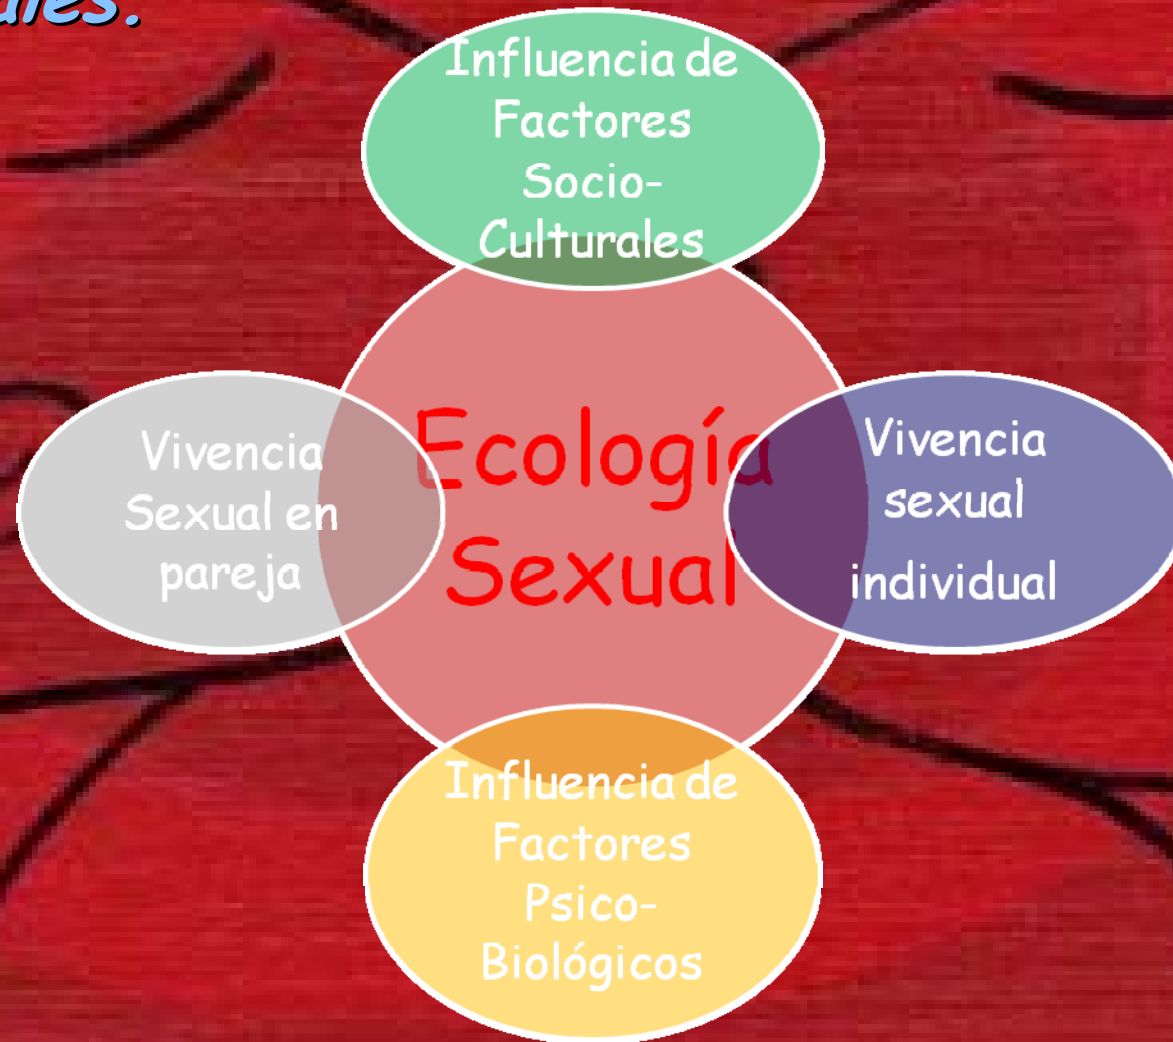 Influencia de
Factores
Socio-
Culturales
Vivencia
Sexual en
pareja
Ecología
Sexual
Vivencia
sexual
individual
Influencia de
Factores
Psico-
Biológicos